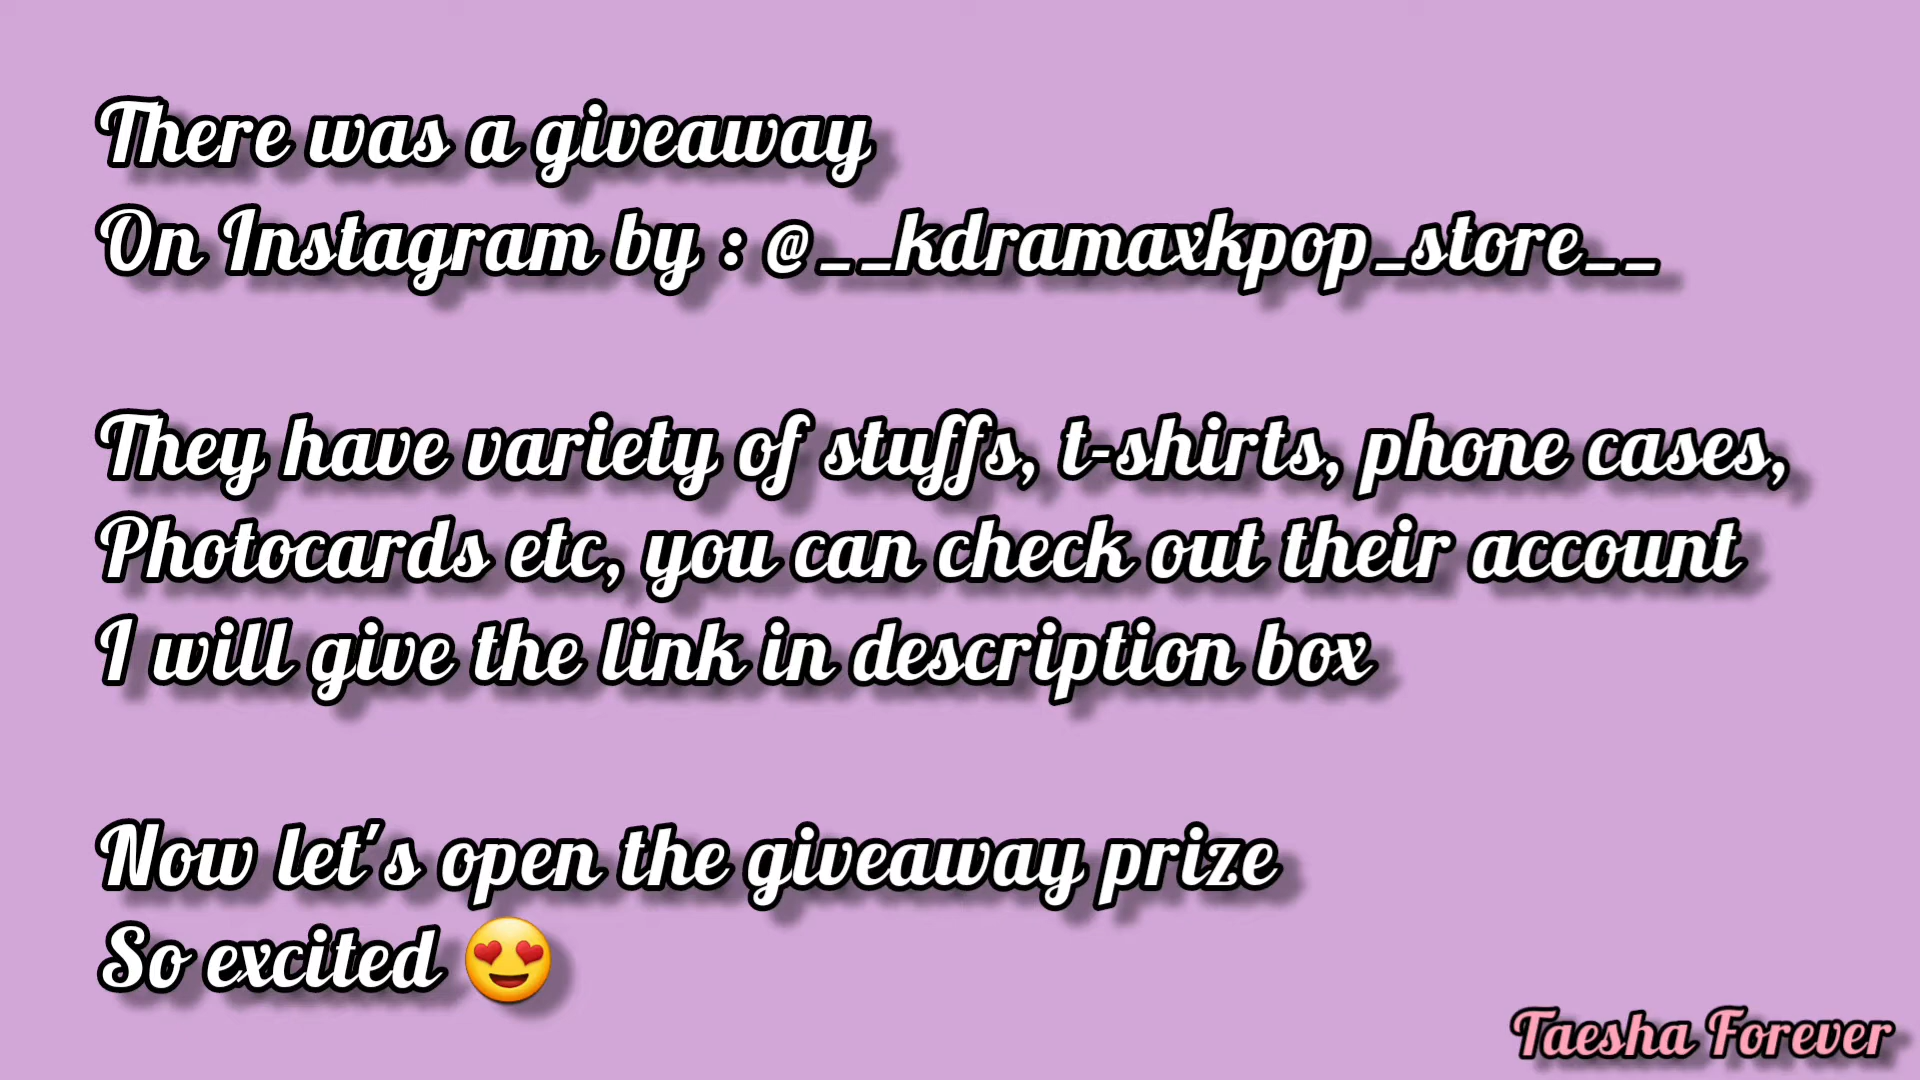 There was a giveaway
On Instagram by : @__kdramaxkpop_store__
They have variety of stuffs, t-shirts, phone cases,
Photocards etc, you can check out their account
I will give the link in description box
Now let's open the giveaway prize
So excited 😍
Taesha Forever